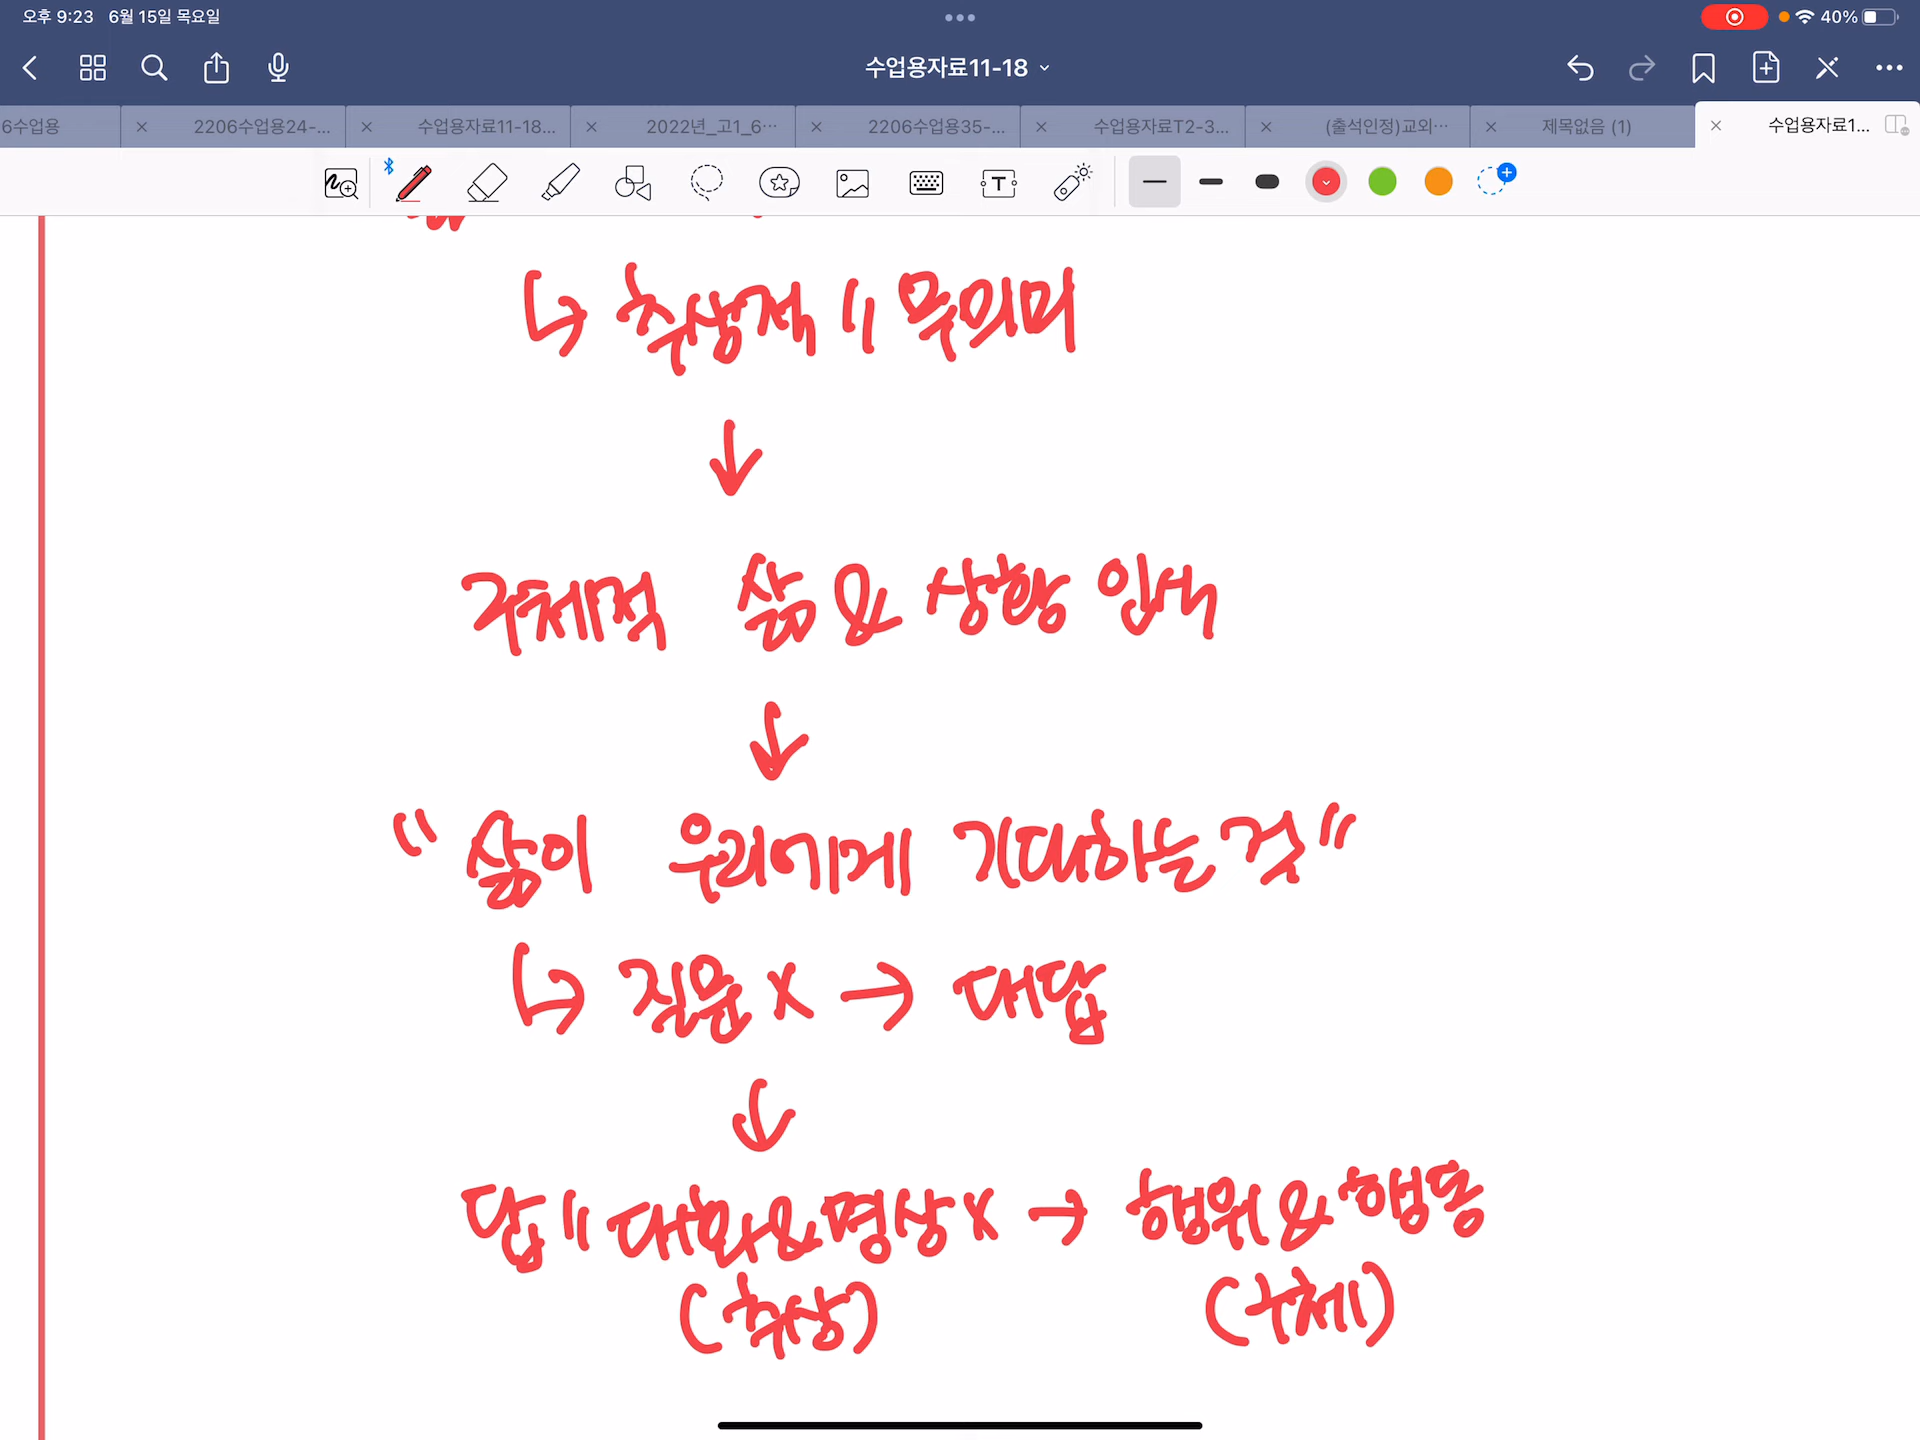 오후 9:23 6월 15일 목요일
40%
수업용자료11-18
6수업용
2206수업용24-...
수업용자료11-18...
2022년_고1_6…
2206수업용35-...
수업용자료T2-3...
(출석인정)교외…
제목없음 (1)
수업용자료1...
↳ 추상적 〃 무의미
↓
구체적 삶 & 상황 인식
↓
“삶이 우리에게 기대하는 것”
↳ 질문 X → 대답
↓
답 〃 대화&명상 X → 행위 & 행동
(추상) (구체)